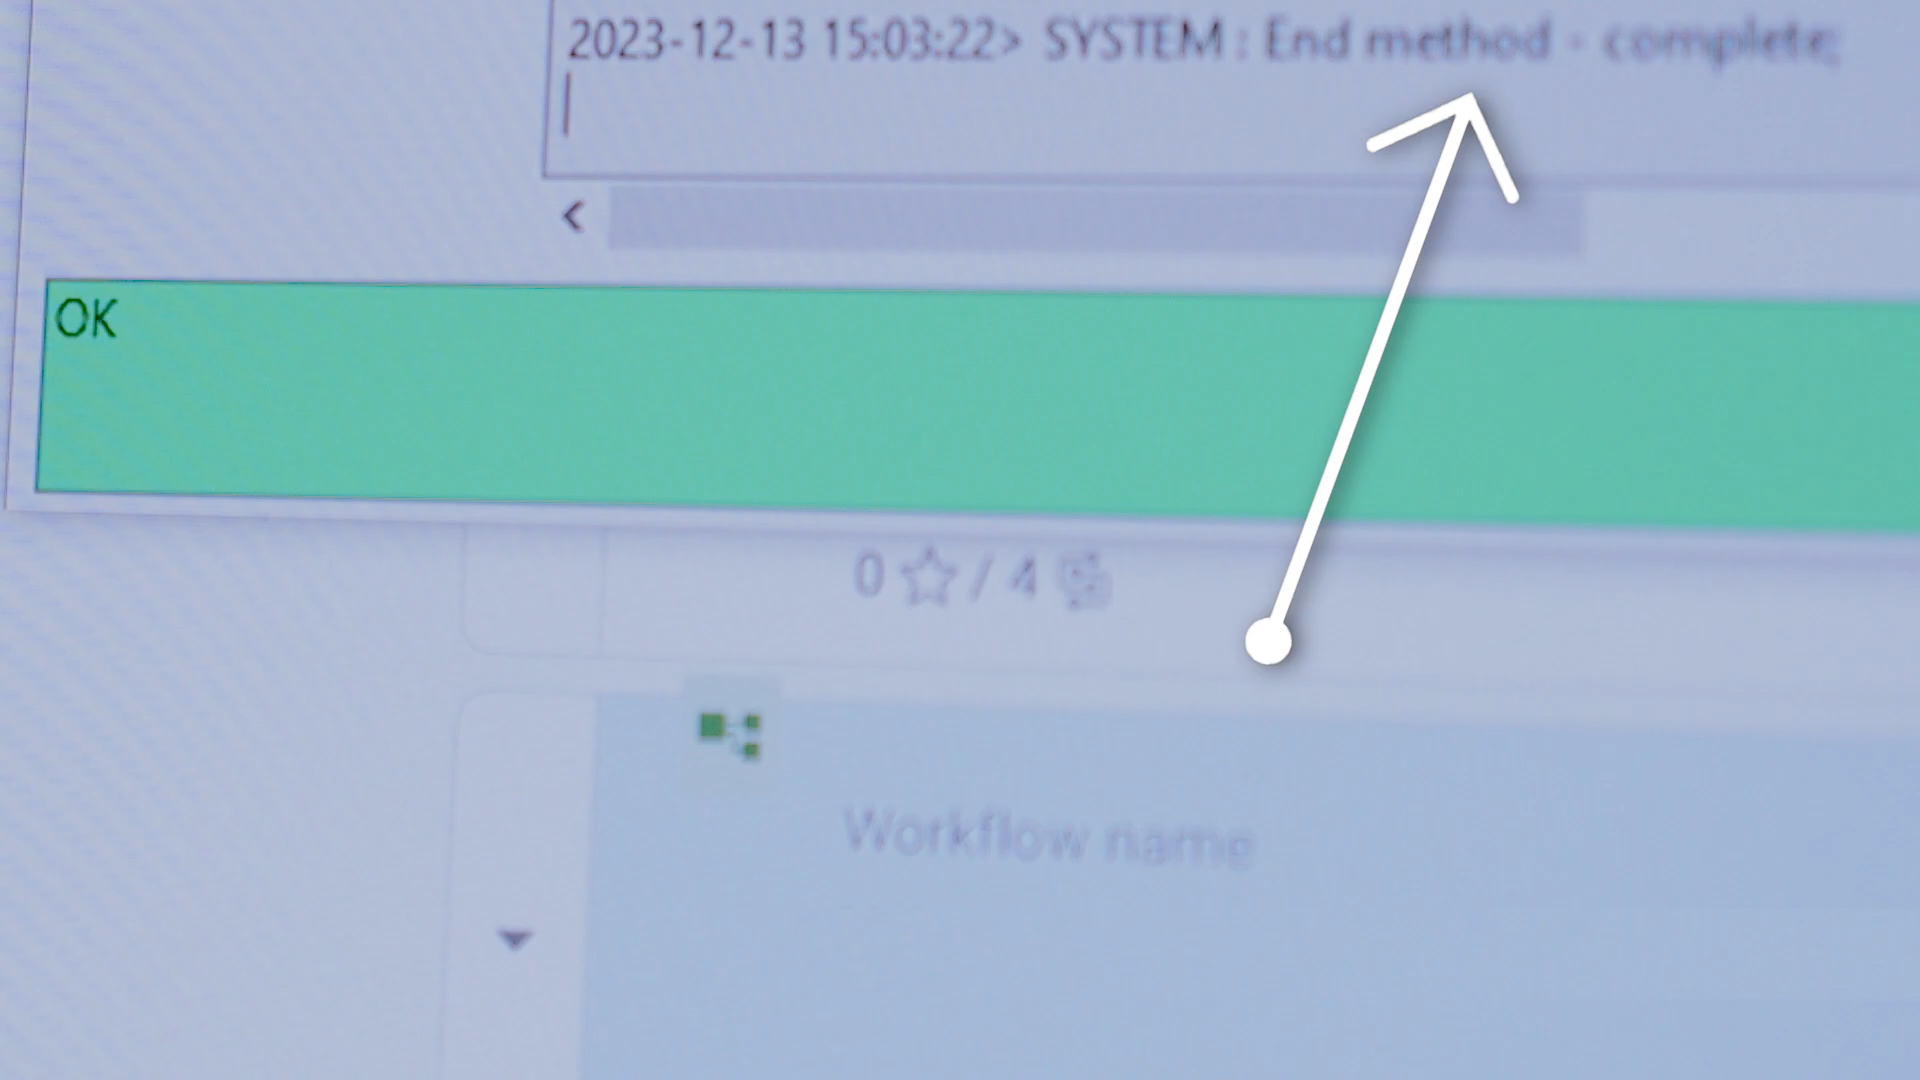 2023-12-13 15:03:22> SYSTEM : End method - complete;
OK
0 / 4
Workflow name